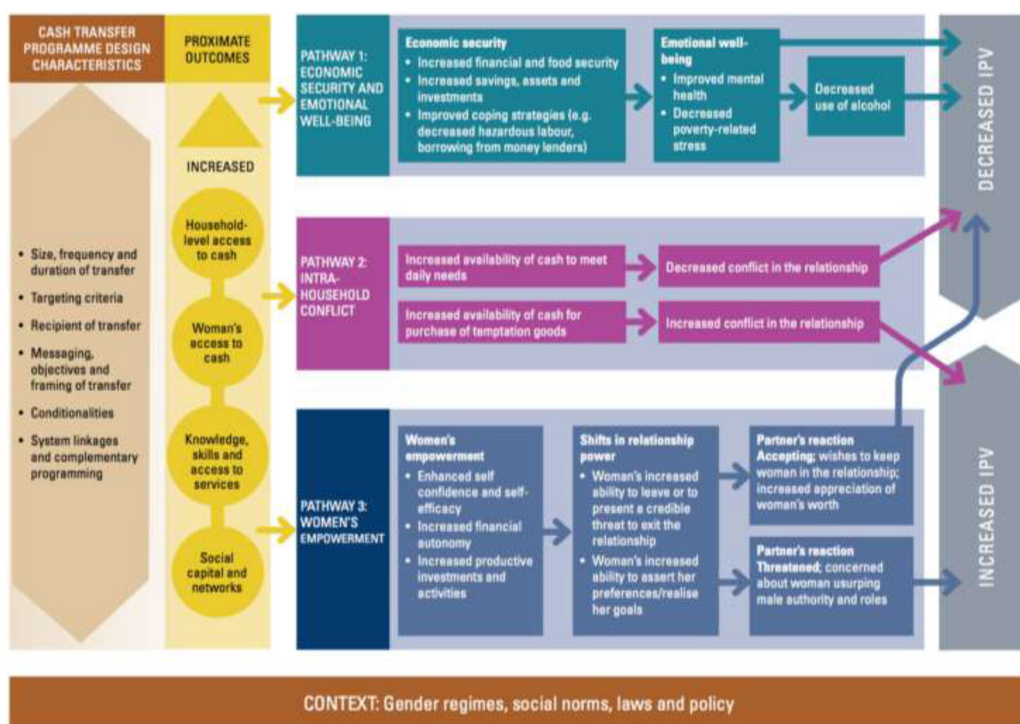 CASH TRANSFER
PROGRAMME DESIGN
CHARACTERISTICS
• Size, frequency and
duration of transfer
• Targeting criteria
• Recipient of transfer
• Messaging,
objectives and
framing of transfer
• Conditionalities
• System linkages
and complementary
programming
PROXIMATE
OUTCOMES
INCREASED
Household-
level access
to cash
Woman's
access to
cash
Knowledge,
skills and
access to
services
Social
capital and
networks
PATHWAY 1:
ECONOMIC
SECURITY AND
EMOTIONAL
WELL-BEING
Economic security
• Increased financial and food security
• Increased savings, assets and
investments
• Improved coping strategies (e.g.
decreased hazardous labour,
borrowing from money lenders)
Emotional well-
being
• Improved mental
health
• Decreased
poverty-related
stress
Decreased
use of alcohol
PATHWAY 2:
INTRA-
HOUSEHOLD
CONFLICT
Increased availability of cash to meet
daily needs
Decreased conflict in the relationship
Increased availability of cash for
purchase of temptation goods
Increased conflict in the relationship
PATHWAY 3:
WOMEN'S
EMPOWERMENT
Women's
empowerment
• Enhanced self
confidence and self-
efficacy
• Increased financial
autonomy
• Increased productive
investments and
activities
Shifts in relationship
power
• Woman's increased
ability to leave or to
present a credible
threat to exit the
relationship
• Woman's increased
ability to assert her
preferences/realise
her goals
Partner's reaction
Accepting; wishes to keep
woman in the relationship;
increased appreciation of
woman's worth
Partner's reaction
Threatened; concerned
about woman usurping
male authority and roles
DECREASED IPV
INCREASED IPV
CONTEXT: Gender regimes, social norms, laws and policy